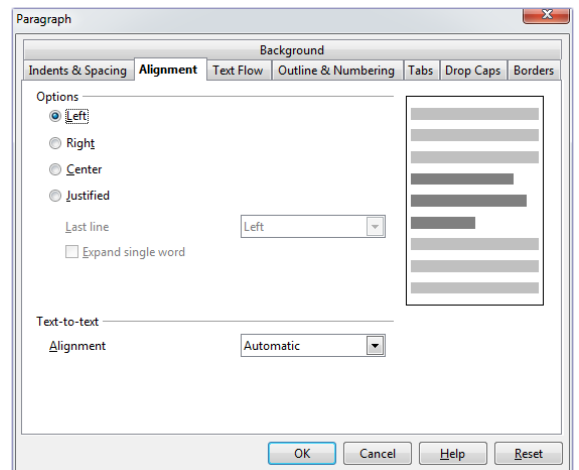 Paragraph
Background
Indents & Spacing Alignment Text Flow Outline & Numbering Tabs Drop Caps Borders
Options
Left
Right
Center
Justified
Last line Left
Expand single word
Text-to-text
Alignment Automatic
OK Cancel Help Reset